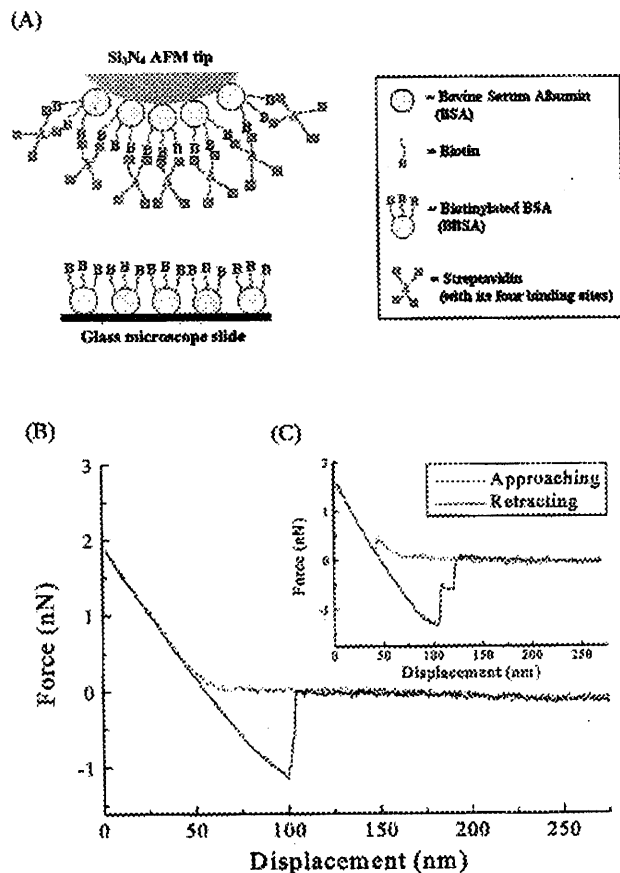 (A)
Si₃N₄ AFM tip
B B B B B B B B B B B B B B B
Glass microscope slide
= Bovine Serum Albumin
(BSA)
= Biotin
B B B
= Biotinylated BSA
(BBSA)
= Streptavidin
(with its four binding sites)
(B)
3
2
1
0
-1
Force (nN)
0 50 100 150 200 250
Displacement (nm)
(C)
Approaching
Retracting
1
0
Force (nN)
0 50 100 150 200 250
Displacement (nm)